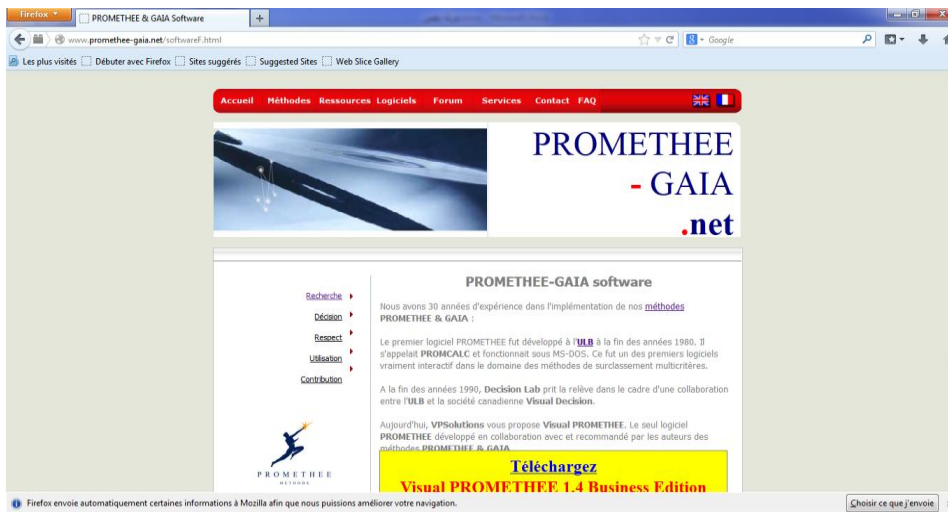 Firefox
PROMETHEE & GALA Software
www.promethee-gaia.net/softwareF.html
Google
Les plus visités Débuter avec Firefox Sites suggérés Suggested Sites Web Slice Gallery
Accueil Méthodes Ressources Logiciels Forum Services Contact FAQ
PROMETHEE
- GAIA
.net
PROMETHEE-GAIA software
Recherche
Décision
Respect
Utilisation
Contribution
PROMETHEE
METHODS
Nous avons 30 années d'expérience dans l'implémentation de nos méthodes
PROMETHEE & GAIA :
Le premier logiciel PROMETHEE fut développé à l'ULB à la fin des années 1980. Il
s'appelait PROMCALC et fonctionnait sous MS-DOS. Ce fut un des premiers logiciels
vraiment interactif dans le domaine des méthodes de surclassement multicritères.
A la fin des années 1990, Decision Lab prit la relève dans le cadre d'une collaboration
entre l'ULB et la société canadienne Visual Decision.
Aujourd'hui, VPSolutions vous propose Visual PROMETHEE. Le seul logiciel
PROMETHEE développé en collaboration avec et recommandé par les auteurs des
méthodes PROMETHEE & GAIA
Téléchargez
Visual PROMETHEE 1.4 Business Edition
Firefox envoie automatiquement certaines informations à Mozilla afin que nous puissions améliorer votre navigation.
Choisir ce que j'envoie